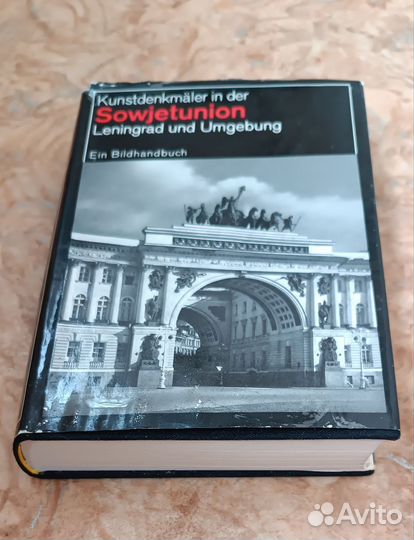 Kunstdenkmäler in der
Sowjetunion
Leningrad und Umgebung
Ein Bildhandbuch
Avito